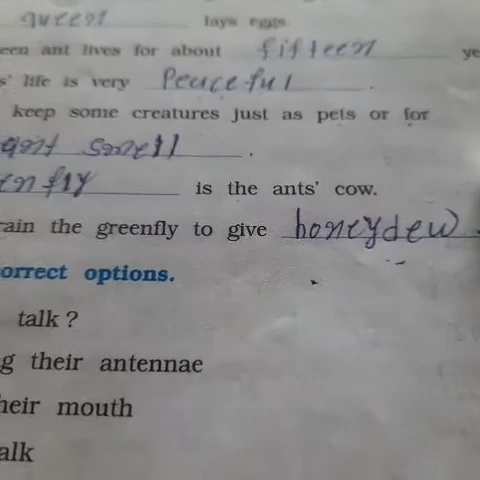 queen lays eggs.
een ant lives for about fifteen ye
s' life is very peaceful .
keep some creatures just as pets or for
smell .
en fly is the ants' cow.
rain the greenfly to give honeydew .
orrect options.
talk ?
g their antennae
heir mouth
alk